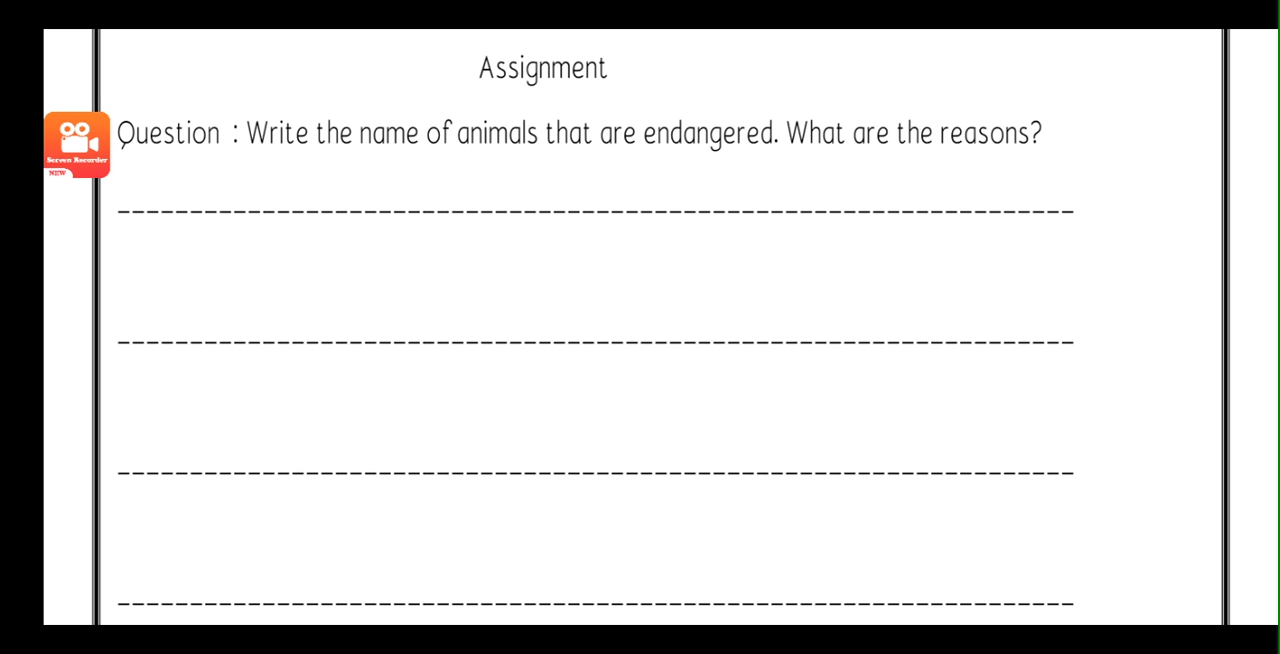 Assignment
Question : Write the name of animals that are endangered. What are the reasons?
Screen Recorder
NEW